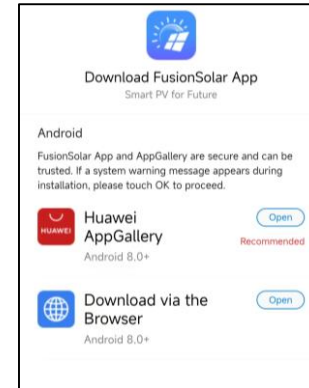 Download FusionSolar App
Smart PV for Future
Android
FusionSolar App and AppGallery are secure and can be
trusted. If a system warning message appears during
installation, please touch OK to proceed.
HUAWEI
Huawei
AppGallery
Android 8.0+
Open
Recommended
Download via the
Browser
Android 8.0+
Open